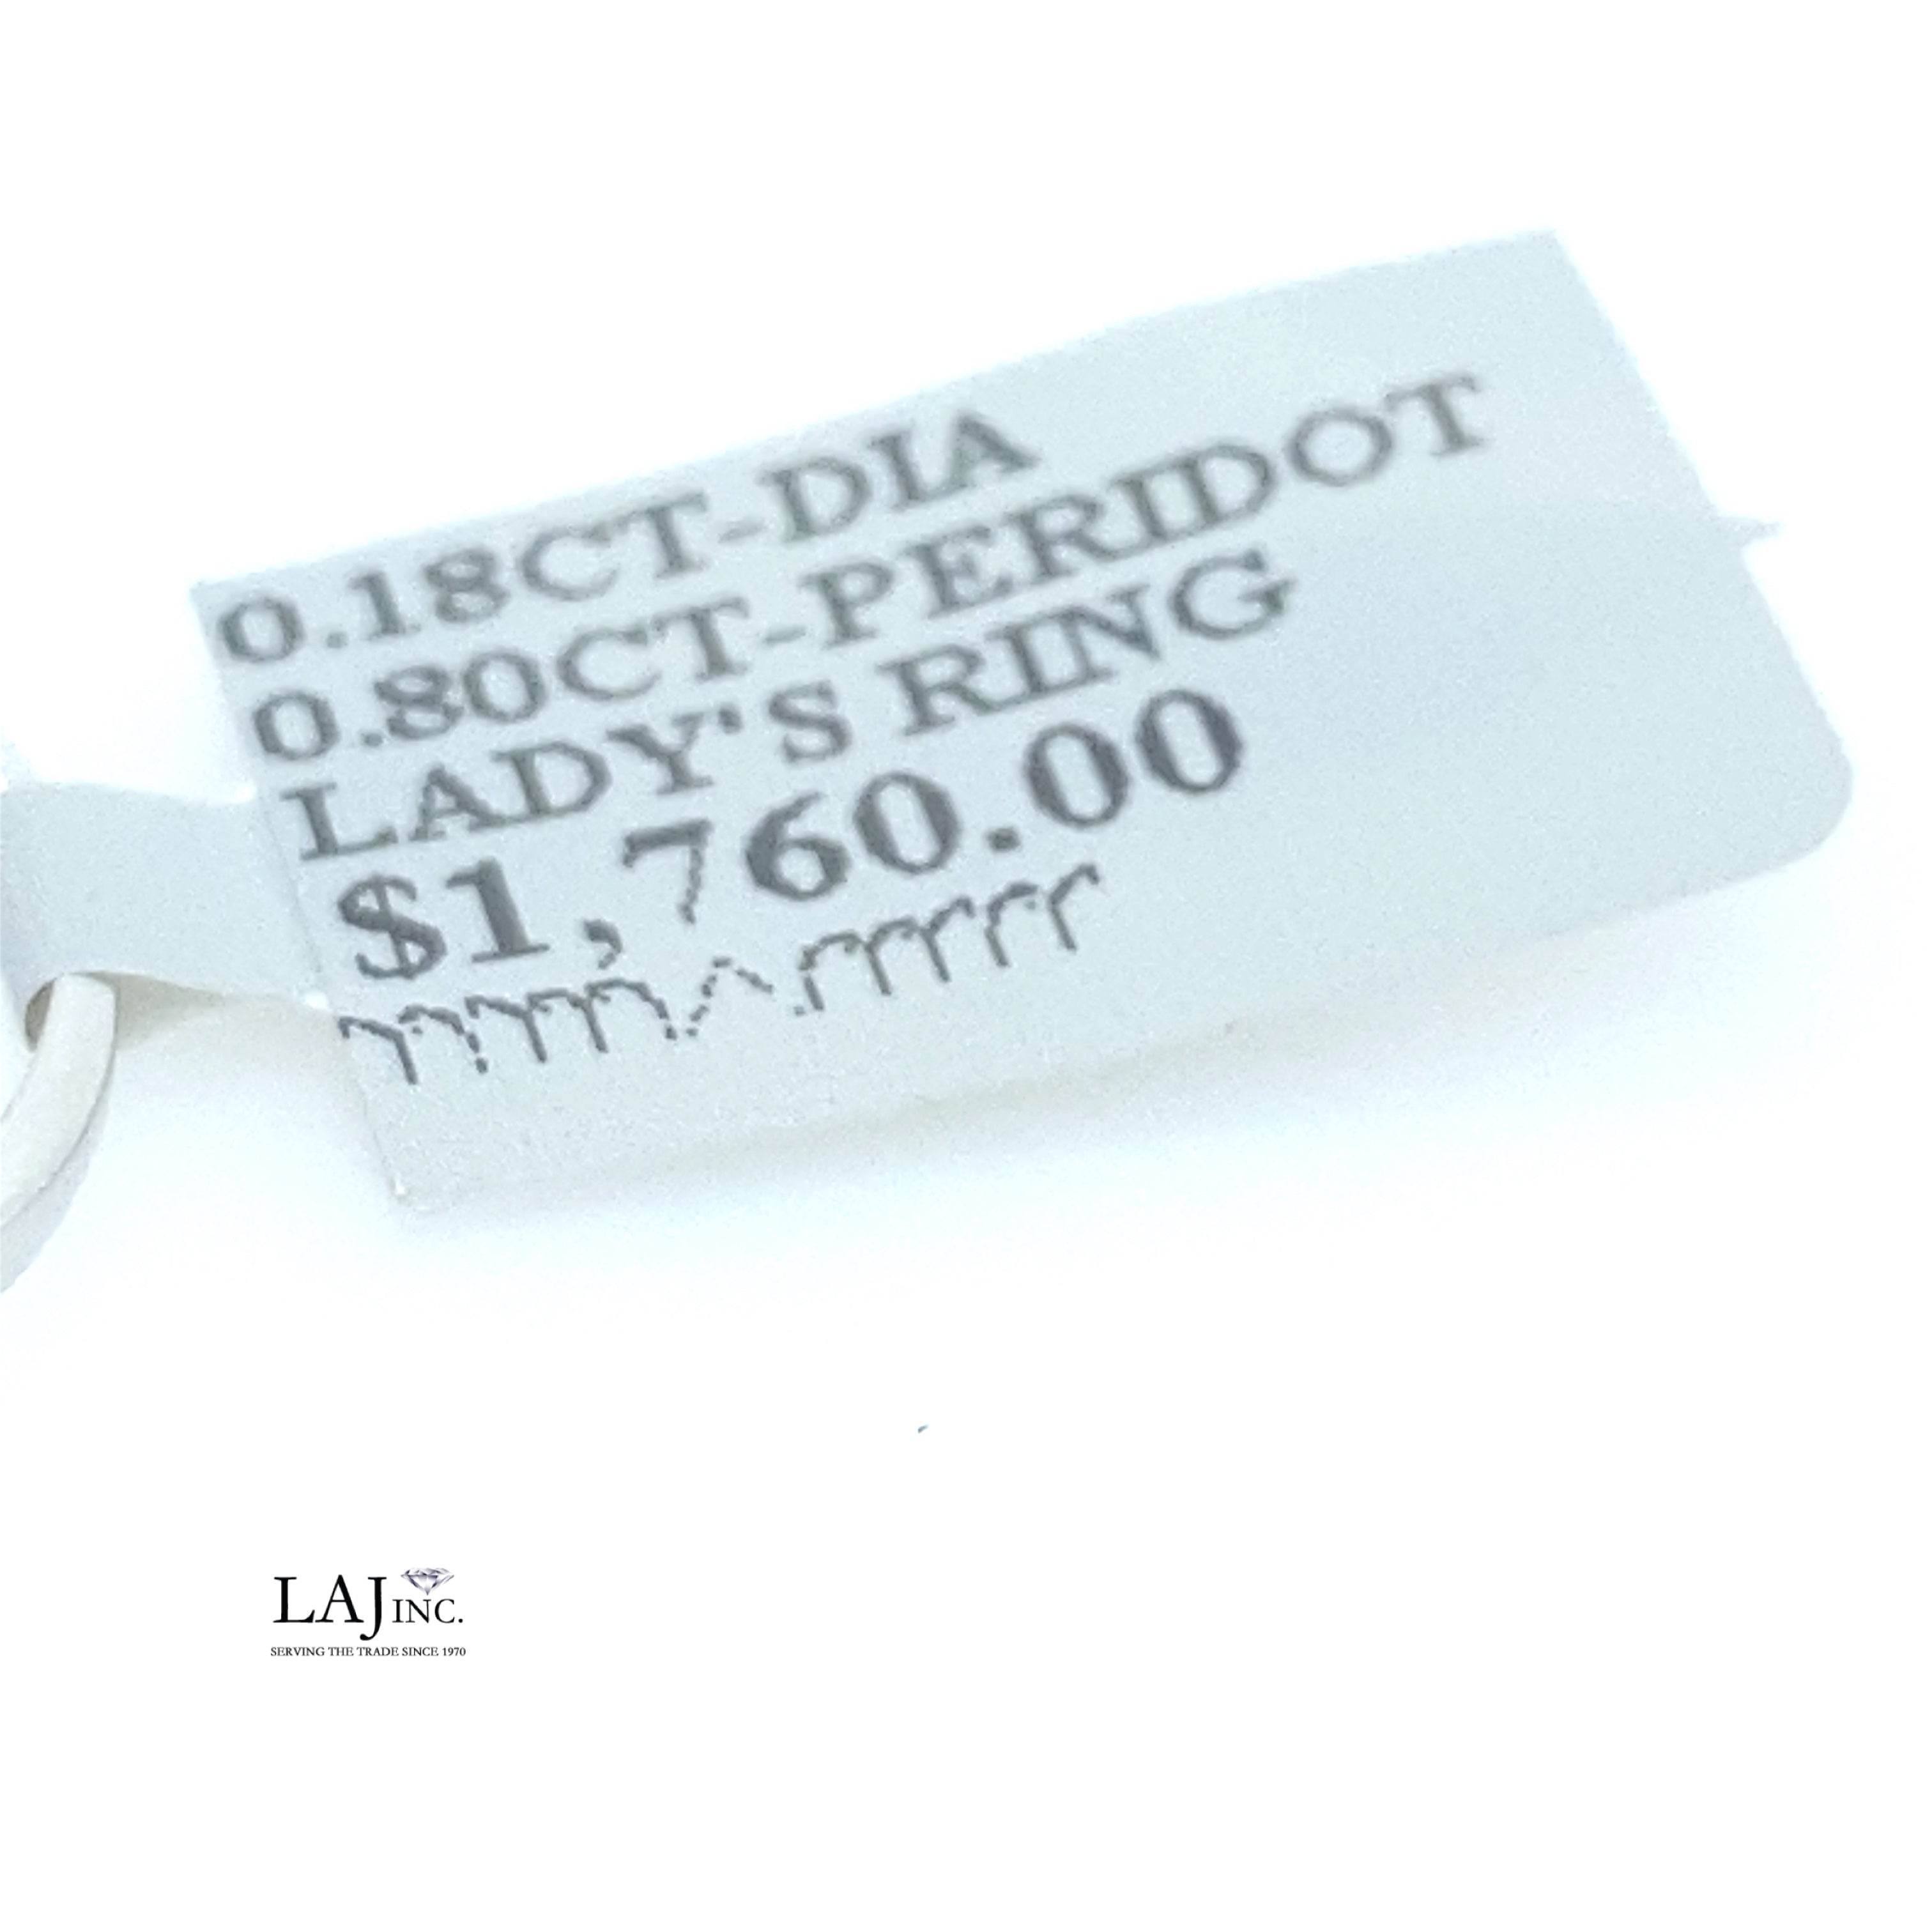 0.18CT-DIA
0.80CT-PERIDOT
LADY'S RING
$1,760.00
LAJ INC.
SERVING THE TRADE SINCE 1970